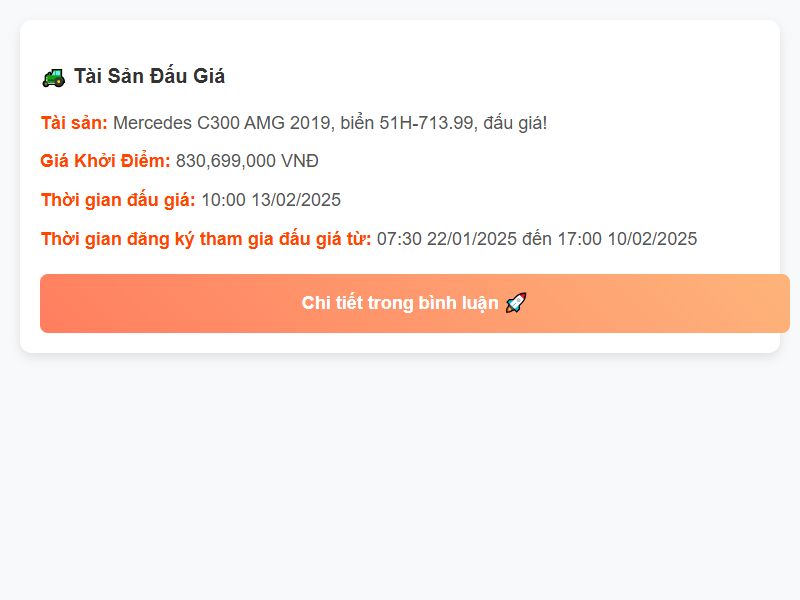 🚜 Tài Sản Đấu Giá
Tài sản: Mercedes C300 AMG 2019, biển 51H-713.99, đấu giá!
Giá Khởi Điểm: 830,699,000 VNĐ
Thời gian đấu giá: 10:00 13/02/2025
Thời gian đăng ký tham gia đấu giá từ: 07:30 22/01/2025 đến 17:00 10/02/2025
Chi tiết trong bình luận 🚀